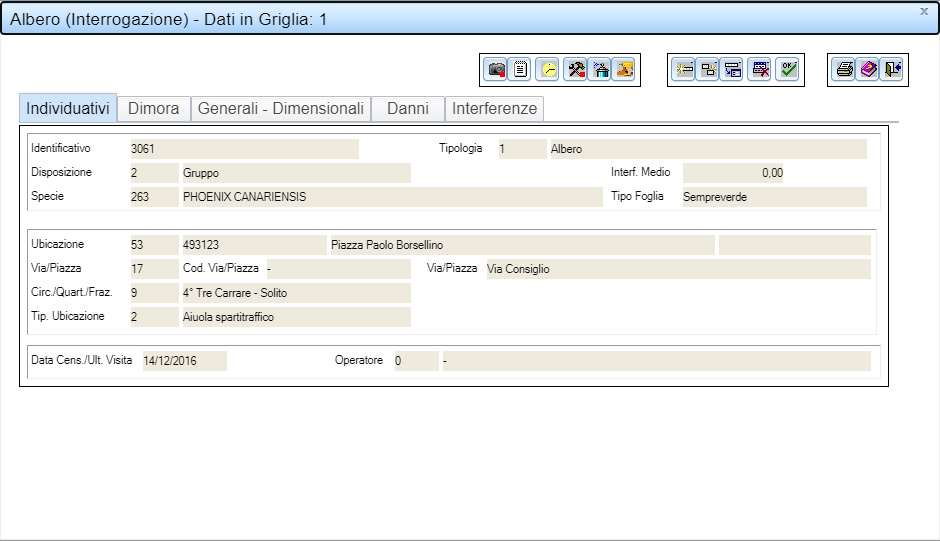 Albero (Interrogazione) - Dati in Griglia: 1
x
OK
Individuativi Dimora Generali - Dimensionali Danni Interferenze
Identificativo 3061 Tipologia 1 Albero
Disposizione 2 Gruppo Interf. Medio 0,00
Specie 263 PHOENIX CANARIENSIS Tipo Foglia Sempreverde
Ubicazione 53 493123 Piazza Paolo Borsellino
Via/Piazza 17 Cod. Via/Piazza - Via/Piazza Via Consiglio
Circ./Quart./Fraz. 9 4° Tre Carrare - Solito
Tip. Ubicazione 2 Aiuola spartitraffico
Data Cens./Ult. Visita 14/12/2016 Operatore 0 -